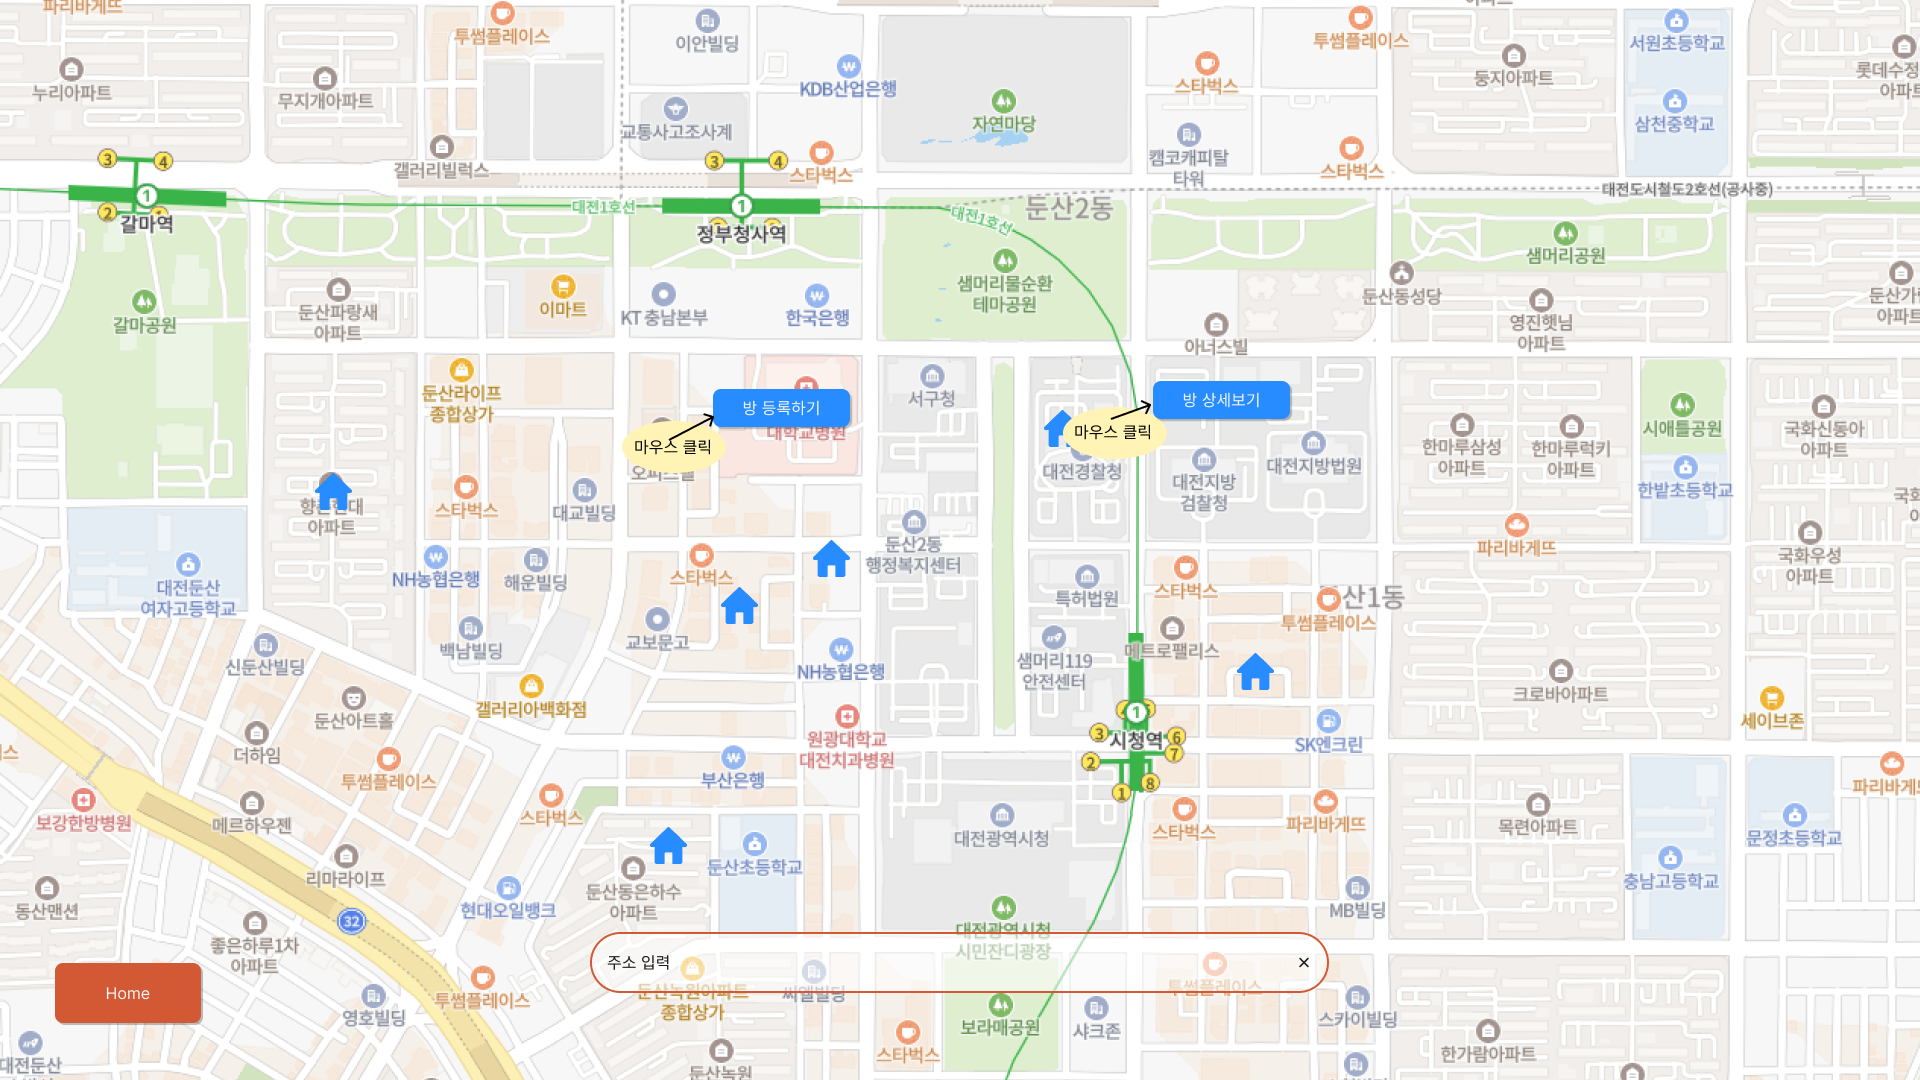 파리바게뜨
투썸플레이스
이안빌딩
KDB산업은행
투썸플레이스
서원초등학교
누리아파트
무지개아파트
교통사고조사계
스타벅스
둥지아파트
롯데수정
자연마당
삼천중학교
갤러리빌럭스
스타벅스
캠코캐피탈
타워
스타벅스
3
4
3
4
대전도시철도2호선(공사중)
1
2
갈마역
대전1호선
1
정부청사역
대전1호선
둔산2동
샘머리공원
갈마공원
둔산파랑새
아파트
이마트
KT 충남본부
한국은행
샘머리물순환
테마공원
둔산동성당
영진햇님
아파트
아너스빌
둔산라이프
종합상가
방 등록하기
대학교병원
마우스 클릭
오피스텔
서구청
방 상세보기
마우스 클릭
대전경찰청
대전지방
검찰청
대전지방법원
한마루삼성
아파트
한마루럭키
아파트
시애틀공원
국화신동아
아파트
한밭초등학교
아파트
스타벅스
대교빌딩
파리바게뜨
국화우성
아파트
둔산2동
행정복지센터
대전둔산
여자고등학교
NH농협은행
해운빌딩
스타벅스
특허법원
스타벅스
산1동
투썸플레이스
신둔산빌딩
백남빌딩
교보문고
NH농협은행
샘머리119
안전센터
메트로팰리스
크로바아파트
둔산아트홀
갤러리아백화점
세이브존
더하임
투썸플레이스
원광대학교
대전치과병원
1
3
시청역
6
7
2
8
1
SK엔크린
부산은행
보강한방병원
메르하우젠
스타벅스
대전광역시청
스타벅스
파리바게뜨
목련아파트
문정초등학교
리마라이프
둔산초등학교
충남고등학교
동산맨션
현대오일뱅크
둔산동은하수
아파트
MB빌딩
32
좋은하루1차
아파트
대전광역시청
시민잔디광장
주소 입력
×
Home
투썸플레이스
영호빌딩
둔산녹원아파트
종합상가
씨엘빌딩
보라매공원
샤크존
투썸플레이스
스카이빌딩
스타벅스
한가람아파트
대전둔산
둔산녹원